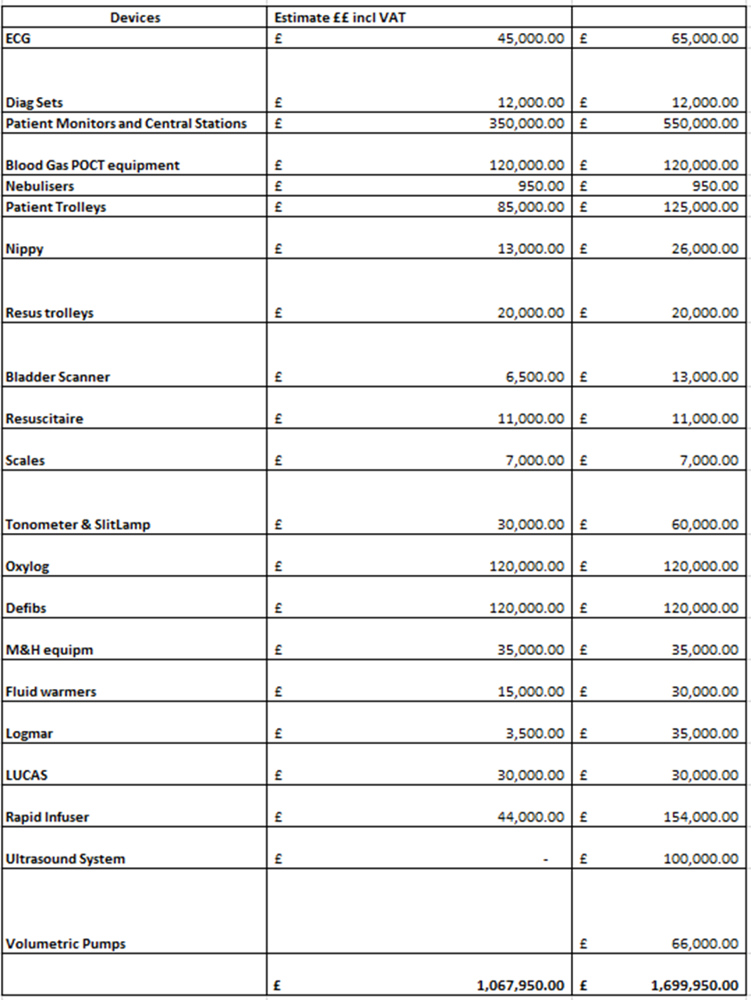 Devices Estimate ££ incl VAT
ECG £ 45,000.00 £ 65,000.00
Diag Sets £ 12,000.00 £ 12,000.00
Patient Monitors and Central Stations £ 350,000.00 £ 550,000.00
Blood Gas POCT equipment £ 120,000.00 £ 120,000.00
Nebulisers £ 950.00 £ 950.00
Patient Trolleys £ 85,000.00 £ 125,000.00
Nippy £ 13,000.00 £ 26,000.00
Resus trolleys £ 20,000.00 £ 20,000.00
Bladder Scanner £ 6,500.00 £ 13,000.00
Resuscitaire £ 11,000.00 £ 11,000.00
Scales £ 7,000.00 £ 7,000.00
Tonometer & SlitLamp £ 30,000.00 £ 60,000.00
Oxylog £ 120,000.00 £ 120,000.00
Defibs £ 120,000.00 £ 120,000.00
M&H equipm £ 35,000.00 £ 35,000.00
Fluid warmers £ 15,000.00 £ 30,000.00
Logmar £ 3,500.00 £ 35,000.00
LUCAS £ 30,000.00 £ 30,000.00
Rapid Infuser £ 44,000.00 £ 154,000.00
Ultrasound System £ - £ 100,000.00
Volumetric Pumps £ 66,000.00
£ 1,067,950.00 £ 1,699,950.00